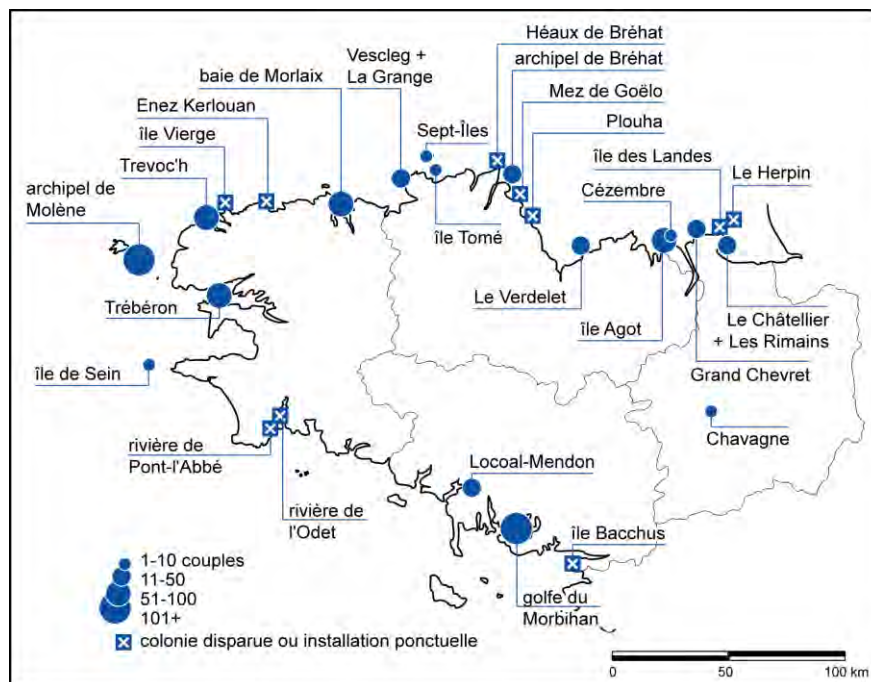 Héaux de Bréhat
Vescleg +
La Grange
archipel de Bréhat
baie de Morlaix
Mez de Goëlo
Enez Kerlouan
Sept-Îles
Plouha
île Vierge
île des Landes
Le Herpin
Trevoc'h
Cézembre
archipel de
Molène
île Tomé
Trébéron
Le Verdelet
île Agot
Le Châtellier
+ Les Rimains
île de Sein
Grand Chevret
Chavagne
rivière de
Pont-l'Abbé
Locoal-Mendon
rivière de
l'Odet
île Bacchus
1-10 couples
11-50
51-100
101+
golfe du
Morbihan
colonie disparue ou installation ponctuelle
0 50 100 km